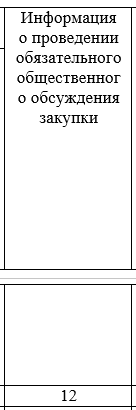 Информация
о проведении
обязательного
общественног
о обсуждения
закупки
12